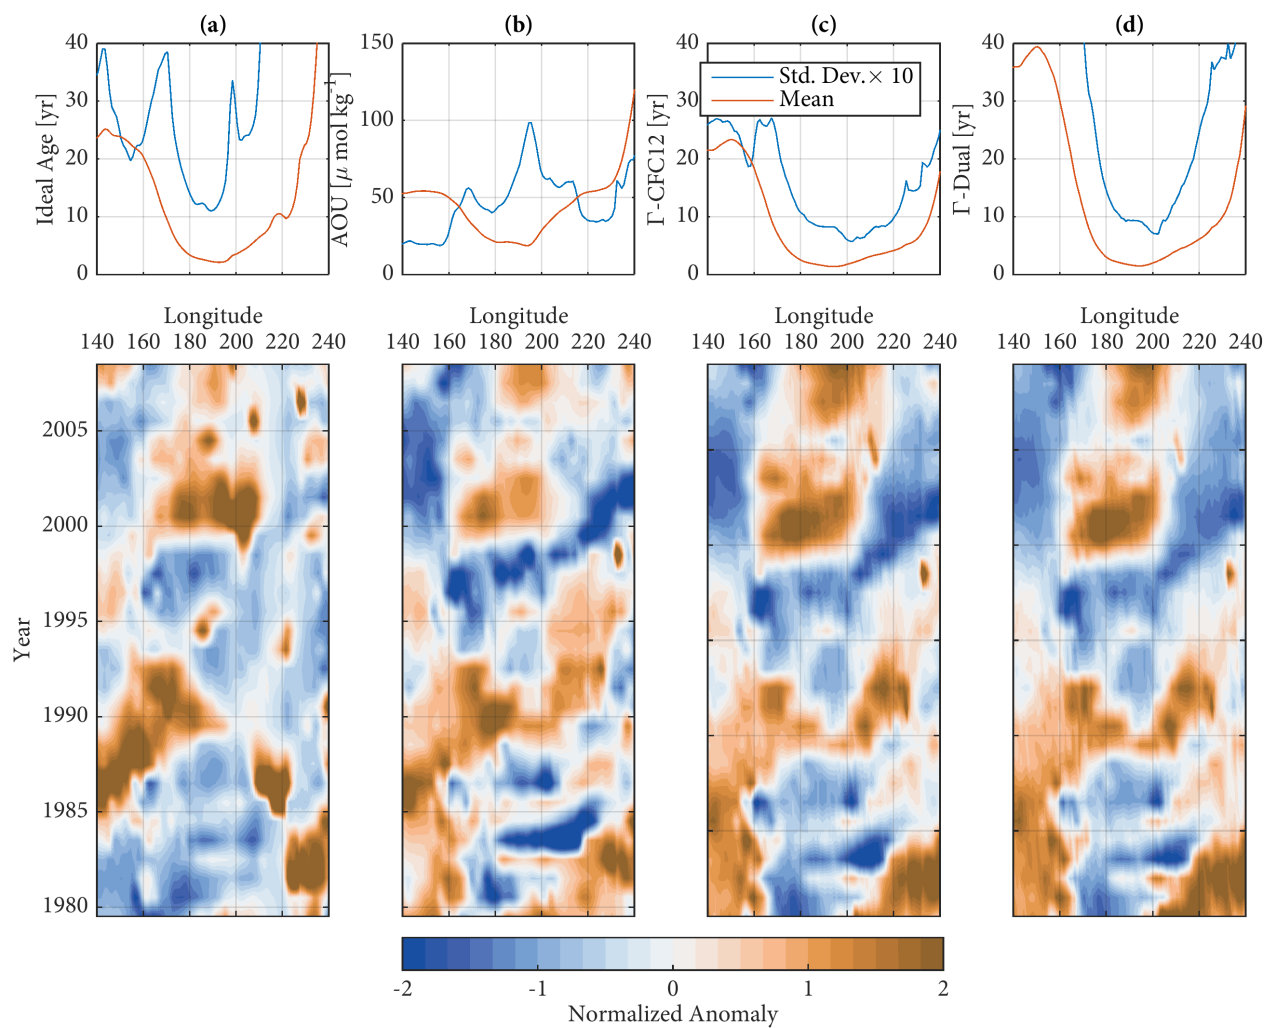 (a) (b) (c) (d)
40 150 40 40
Std. Dev.× 10
Mean
30 100 30 30
20 20 20
10 50 10 10
0 0 0 0
Ideal Age [yr]
AOU [μ mol kg⁻¹]
Γ-CFC12 [yr]
Γ-Dual [yr]
Longitude Longitude Longitude Longitude
140 160 180 200 220 240 140 160 180 200 220 240 140 160 180 200 220 240 140 160 180 200 220 240
Year
2005
2000
1995
1990
1985
1980
-2 -1 0 1 2
Normalized Anomaly